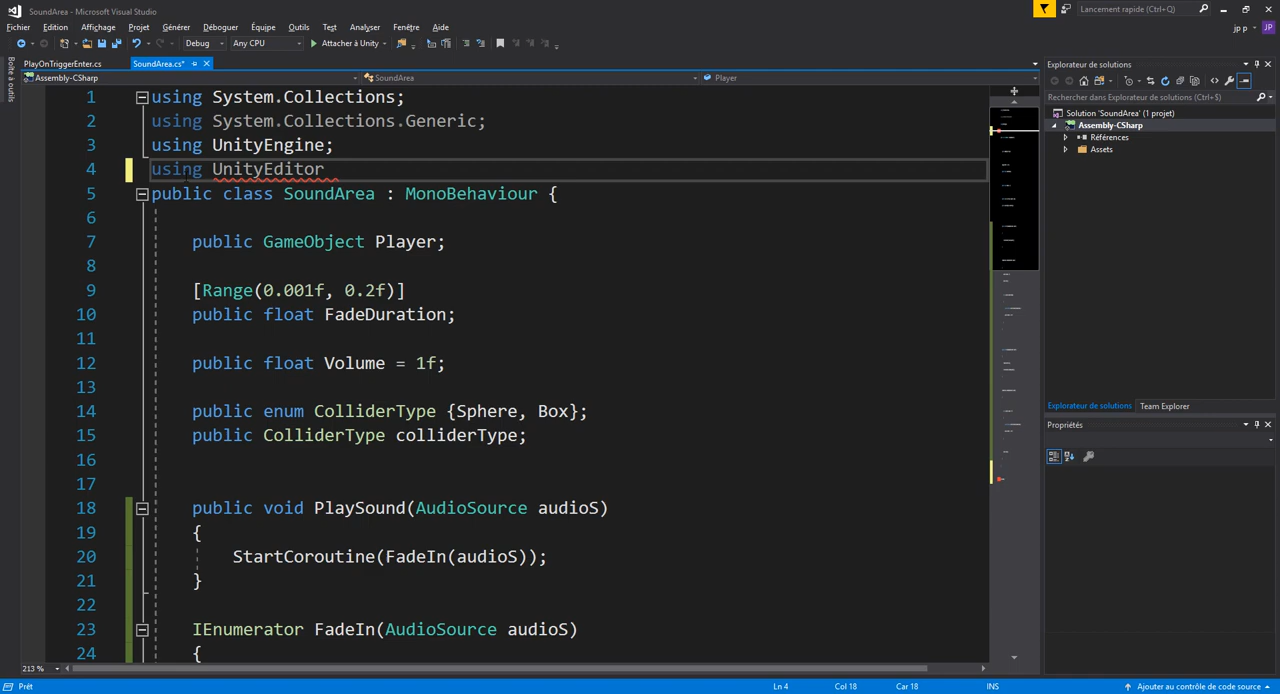 SoundArea - Microsoft Visual Studio
Lancement rapide (Ctrl+Q)
Fichier Edition Affichage Projet Générer Déboguer Équipe Outils Test Analyser Fenêtre Aide
jp p JP
Debug Any CPU Attacher à Unity
Boîte à outils
PlayOnTriggerEnter.cs SoundArea.cs*
Assembly-CSharp SoundArea Player
1 using System.Collections;
2 using System.Collections.Generic;
3 using UnityEngine;
4 using UnityEditor
5 public class SoundArea : MonoBehaviour {
6
7 public GameObject Player;
8
9 [Range(0.001f, 0.2f)]
10 public float FadeDuration;
11
12 public float Volume = 1f;
13
14 public enum ColliderType {Sphere, Box};
15 public ColliderType colliderType;
16
17
18 public void PlaySound(AudioSource audioS)
19 {
20 StartCoroutine(FadeIn(audioS));
21 }
22
23 IEnumerator FadeIn(AudioSource audioS)
24 {
213 %
Explorateur de solutions
Rechercher dans Explorateur de solutions (Ctrl+$)
Solution 'SoundArea' (1 projet)
Assembly-CSharp
Références
Assets
Explorateur de solutions Team Explorer
Propriétés
Prêt Ln 4 Col 18 Car 18 INS Ajouter au contrôle de code source